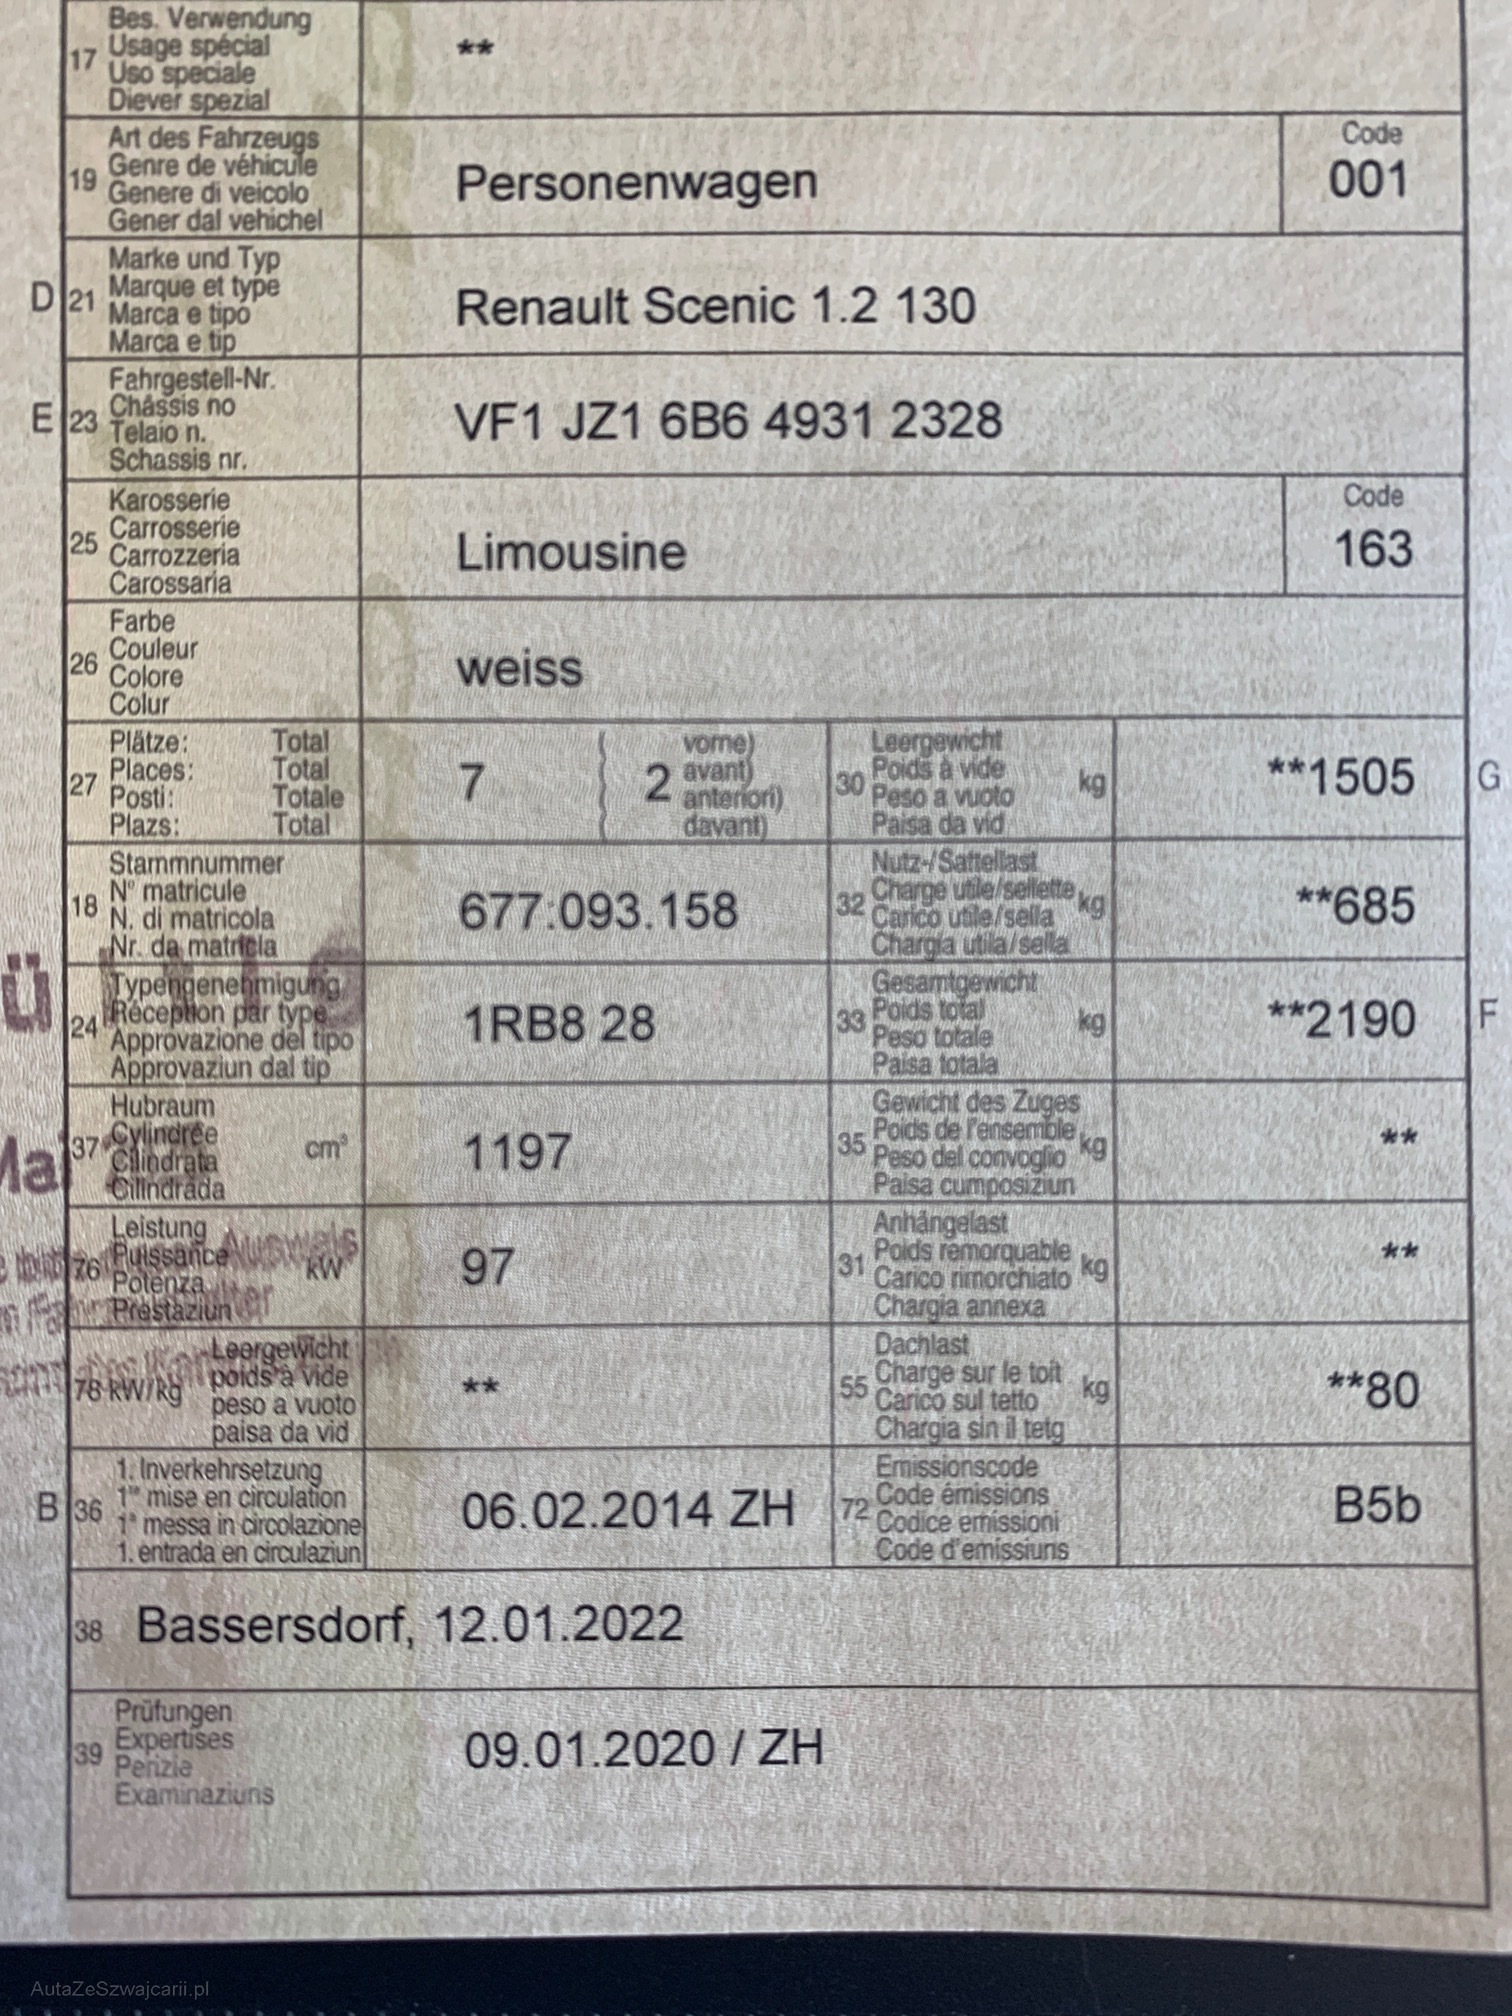 17 Bes. Verwendung
Usage spécial
Uso speciale
Diever spezial
**
19 Art des Fahrzeugs
Genre de véhicule
Genere di veicolo
Gener dal vehichel
Personenwagen
Code
001
D 21 Marke und Typ
Marque et type
Marca e tipo
Marca e tip
Renault Scenic 1.2 130
E 23 Fahrgestell-Nr.
Châssis no
Telaio n.
Schassis nr.
VF1 JZ1 6B6 4931 2328
25 Karosserie
Carrosserie
Carrozzeria
Carossaria
Limousine
Code
163
26 Farbe
Couleur
Colore
Colur
weiss
27 Plätze: Total
Places: Total
Posti: Totale
Plazs: Total
7
2 vorne)
avant)
anteriori)
davant)
30 Leergewicht
Poids à vide
Peso a vuoto
Paisa da vid
kg
**1505 G
18 Stammnummer
N° matricule
N. di matricola
Nr. da matricla
677.093.158
32 Nutz-/Sattellast
Charge utile/sellette
Carico utile/sella
Chargia utila/sella
kg
**685
24 Typengenehmigung
Réception par type
Approvazione del tipo
Approvaziun dal tip
1RB8 28
33 Gesamtgewicht
Poids total
Peso totale
Paisa totala
kg
**2190 F
37 Hubraum
Cylindrée
Cilindrata
Cilindrada
cm³
1197
35 Gewicht des Zuges
Poids de l'ensemble
Peso del convoglio
Paisa cumposiziun
kg
**
76 Leistung
Puissance
Potenza
Prestaziun
kW
97
31 Anhängelast
Poids remorquable
Carico rimorchiato
Chargia annexa
kg
**
78 kW/kg Leergewicht
poids à vide
peso a vuoto
paisa da vid
**
55 Dachlast
Charge sur le toit
Carico sul tetto
Chargia sin il tetg
kg
**80
B 36 1. Inverkehrsetzung
1re mise en circulation
1a messa in circolazione
1. entrada en circulaziun
06.02.2014 ZH
72 Emissionscode
Code émissions
Codice emissioni
Code d'emissiuns
B5b
38 Bassersdorf, 12.01.2022
39 Prüfungen
Expertises
Perizie
Examinaziuns
09.01.2020 / ZH
AutaZeSzwajcarii.pl